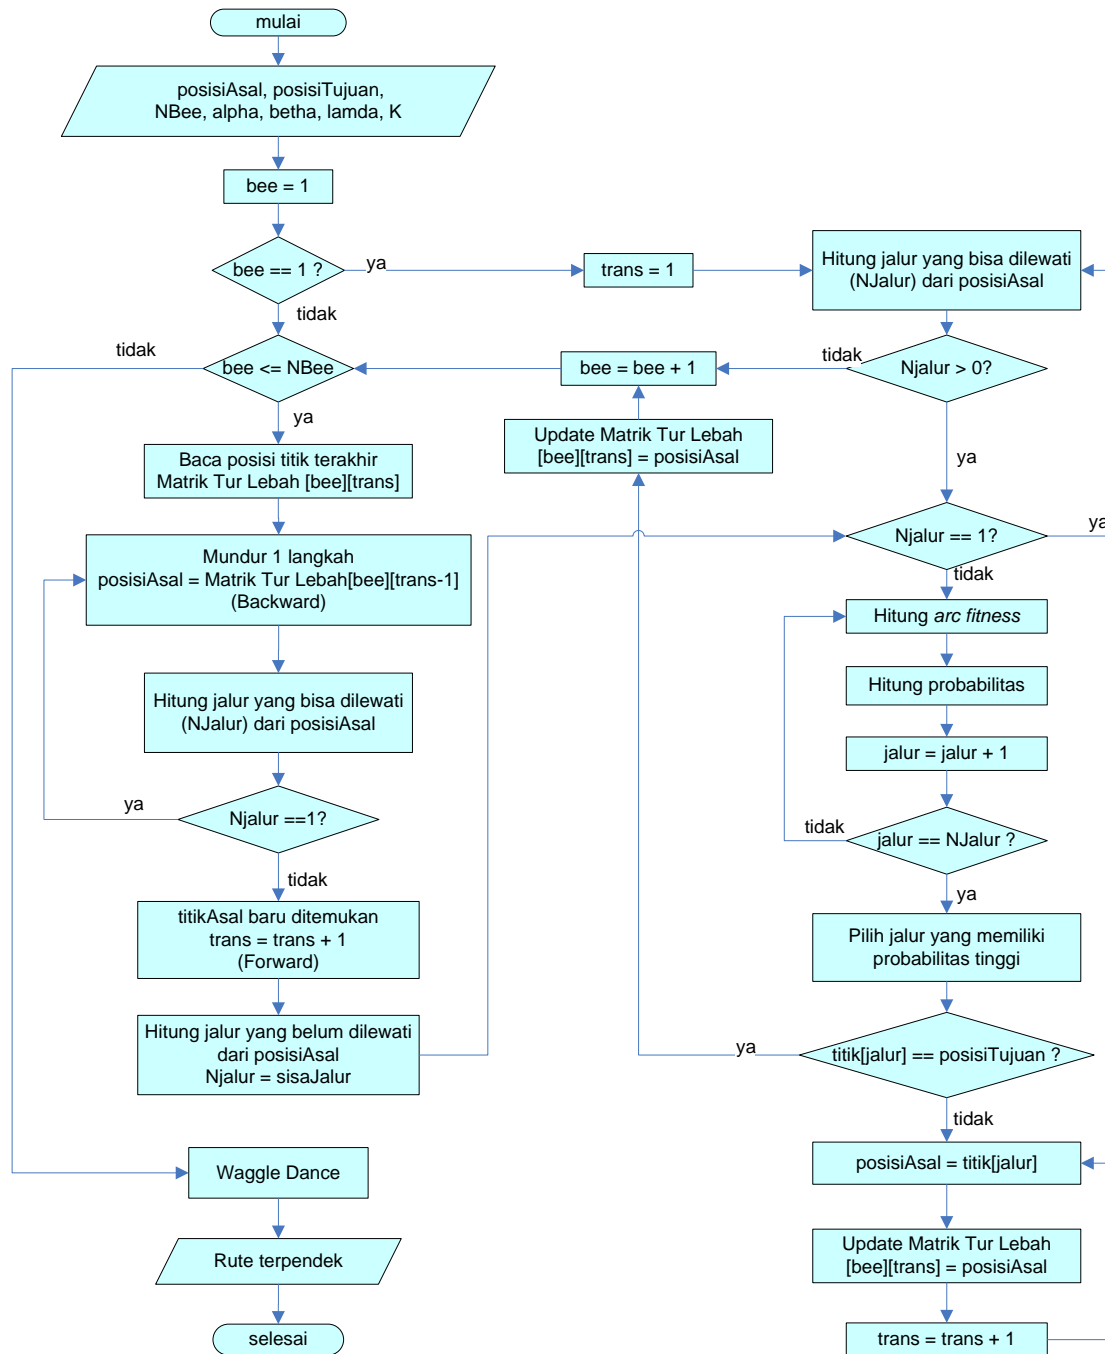 mulai
posisiAsal, posisiTujuan,
NBee, alpha, betha, lamda, K
bee = 1
bee == 1 ?
ya
trans = 1
Hitung jalur yang bisa dilewati
(NJalur) dari posisiAsal
tidak
bee <= NBee
tidak
bee = bee + 1
tidak
Njalur > 0?
ya
Update Matrik Tur Lebah
[bee][trans] = posisiAsal
ya
Baca posisi titik terakhir
Matrik Tur Lebah [bee][trans]
Mundur 1 langkah
posisiAsal = Matrik Tur Lebah[bee][trans-1]
(Backward)
Njalur == 1?
ya
tidak
Hitung arc fitness
Hitung probabilitas
jalur = jalur + 1
jalur == NJalur ?
tidak
ya
Hitung jalur yang bisa dilewati
(NJalur) dari posisiAsal
Njalur ==1?
ya
tidak
titikAsal baru ditemukan
trans = trans + 1
(Forward)
Hitung jalur yang belum dilewati
dari posisiAsal
Njalur = sisaJalur
Pilih jalur yang memiliki
probabilitas tinggi
titik[jalur] == posisiTujuan ?
ya
tidak
posisiAsal = titik[jalur]
Update Matrik Tur Lebah
[bee][trans] = posisiAsal
trans = trans + 1
Waggle Dance
Rute terpendek
selesai